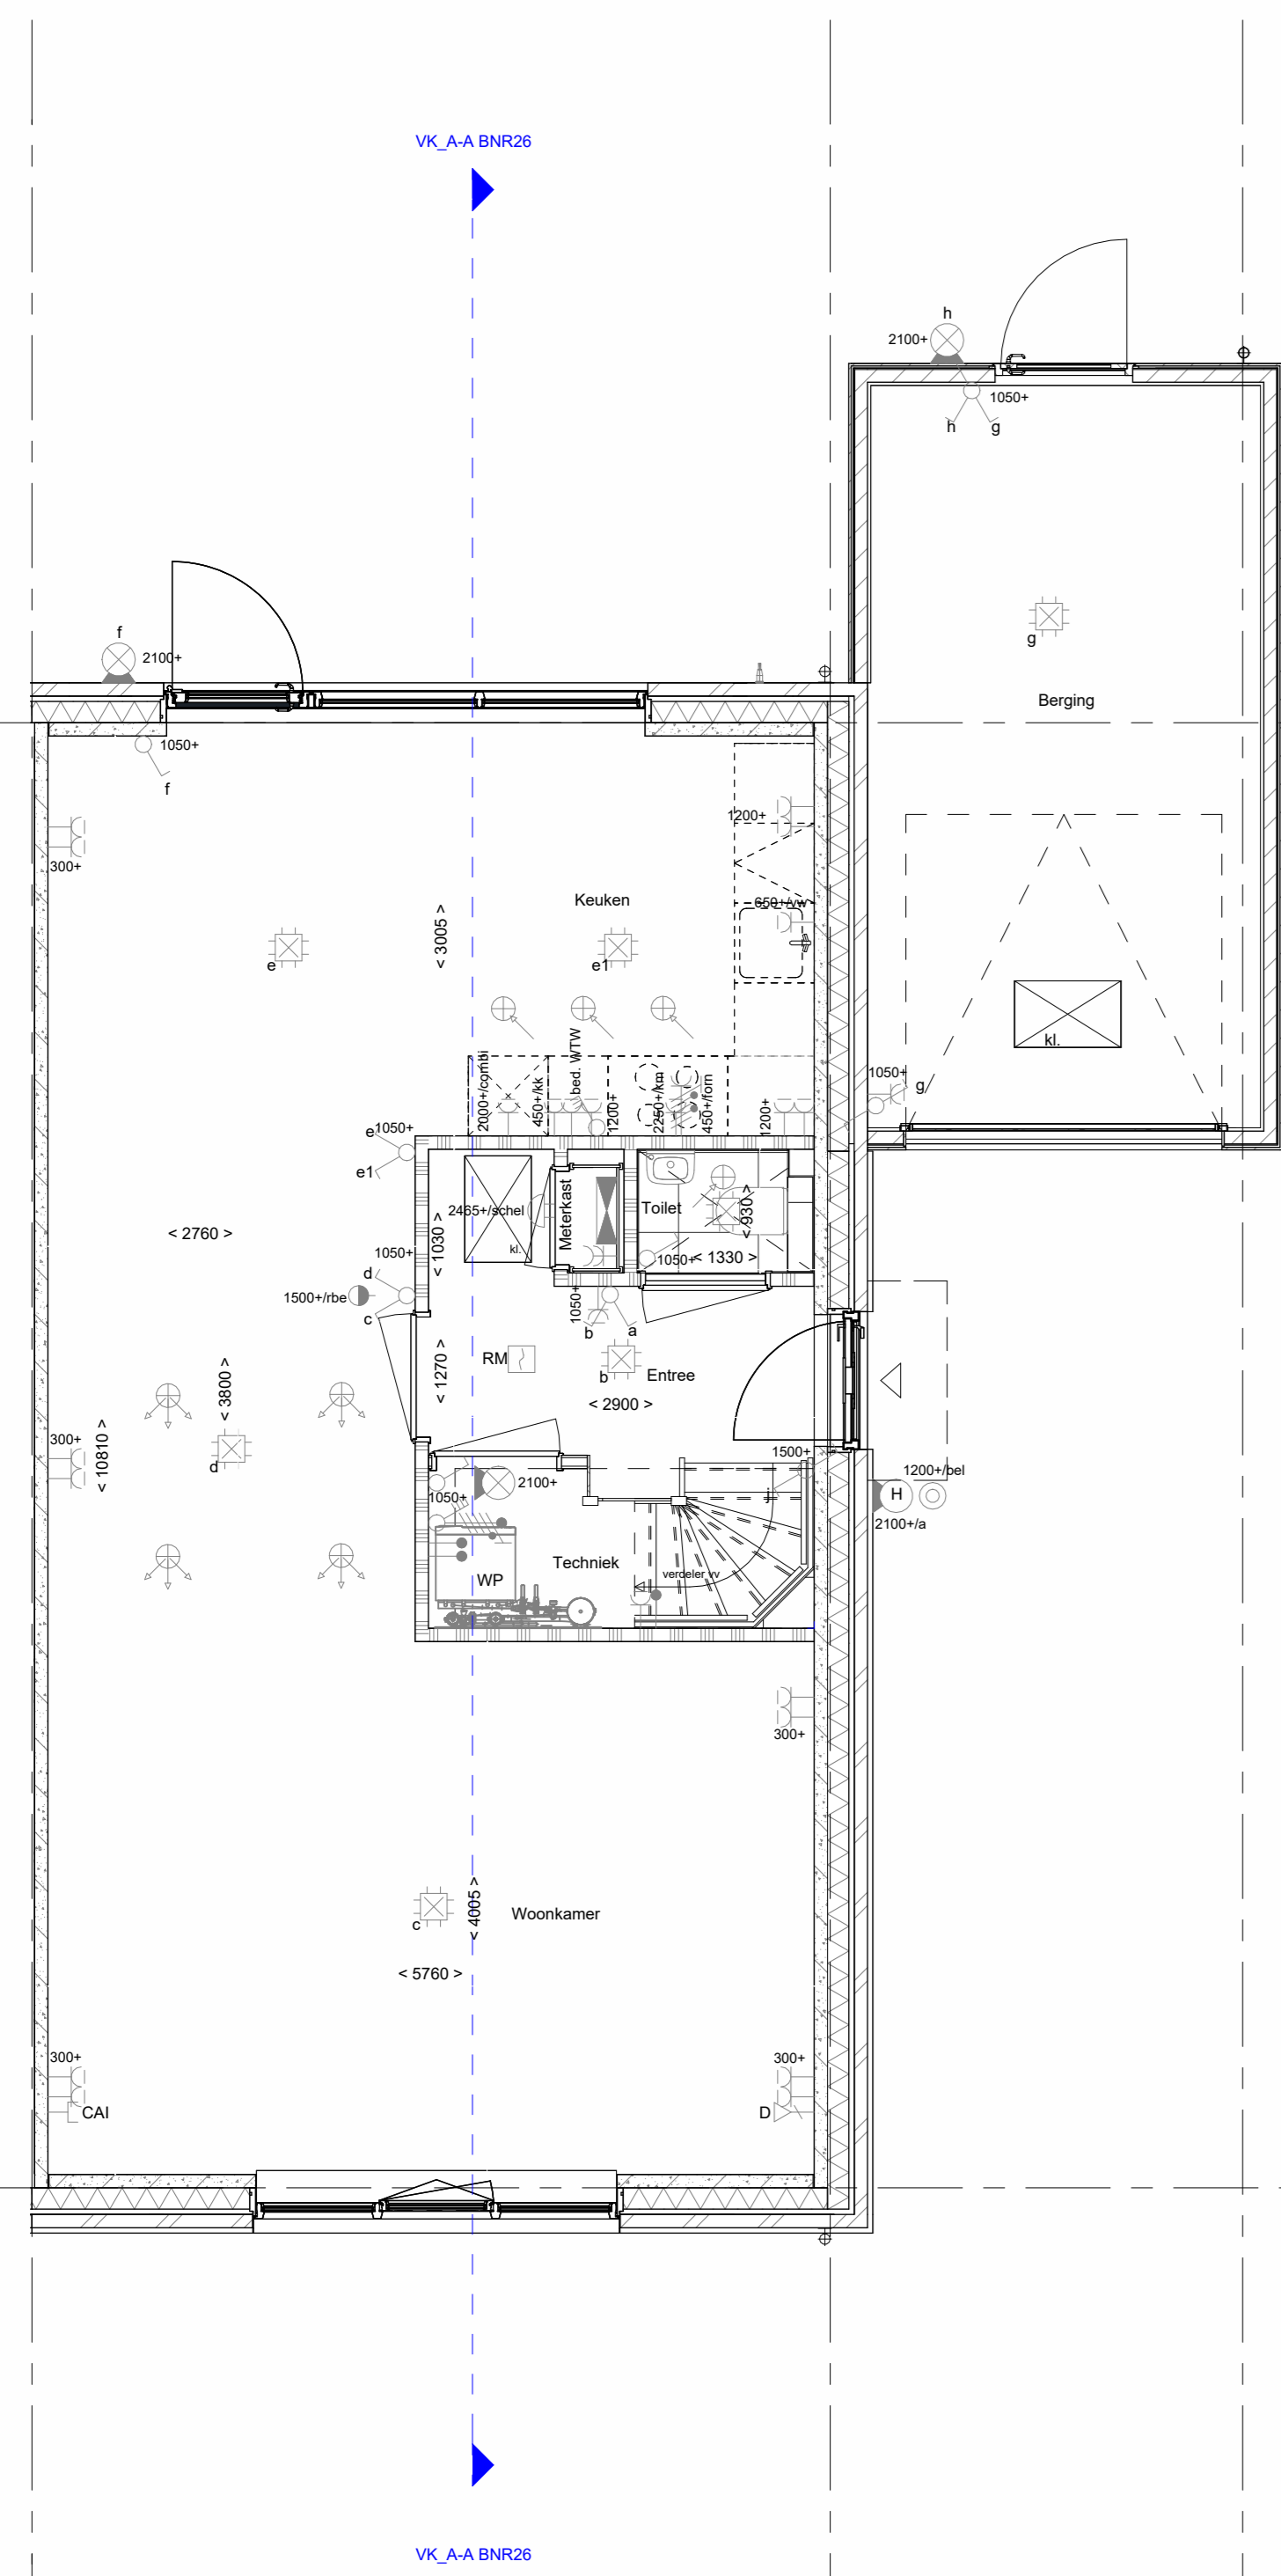 VK_A-A BNR26
h
2100+
1050+
h
g
g
Berging
f
2100+
1050+
f
300+
1200+
Keuken
650+/vw
< 3005 >
e
e1
kl.
1050+
g
2000+/combi
450+/kk
bed. WTW
1200+
2250+/km
450+/forn
1200+
e
1050+
e1
2465+/schel
kl.
Meterkast
Toilet
< 930 >
< 1030 >
1050+
< 1330 >
< 2760 >
1050+
d
1500+/rbe
c
1050+
b
a
RM
b
Entree
< 1270 >
< 2900 >
< 3800 >
d
300+
< 10810 >
1500+
1200+/bel
H
2100+/a
1050+
2100+
j
Techniek
verdeler vv
WP
300+
c
< 4005 >
Woonkamer
< 5760 >
300+
CAI
300+
D
VK_A-A BNR26